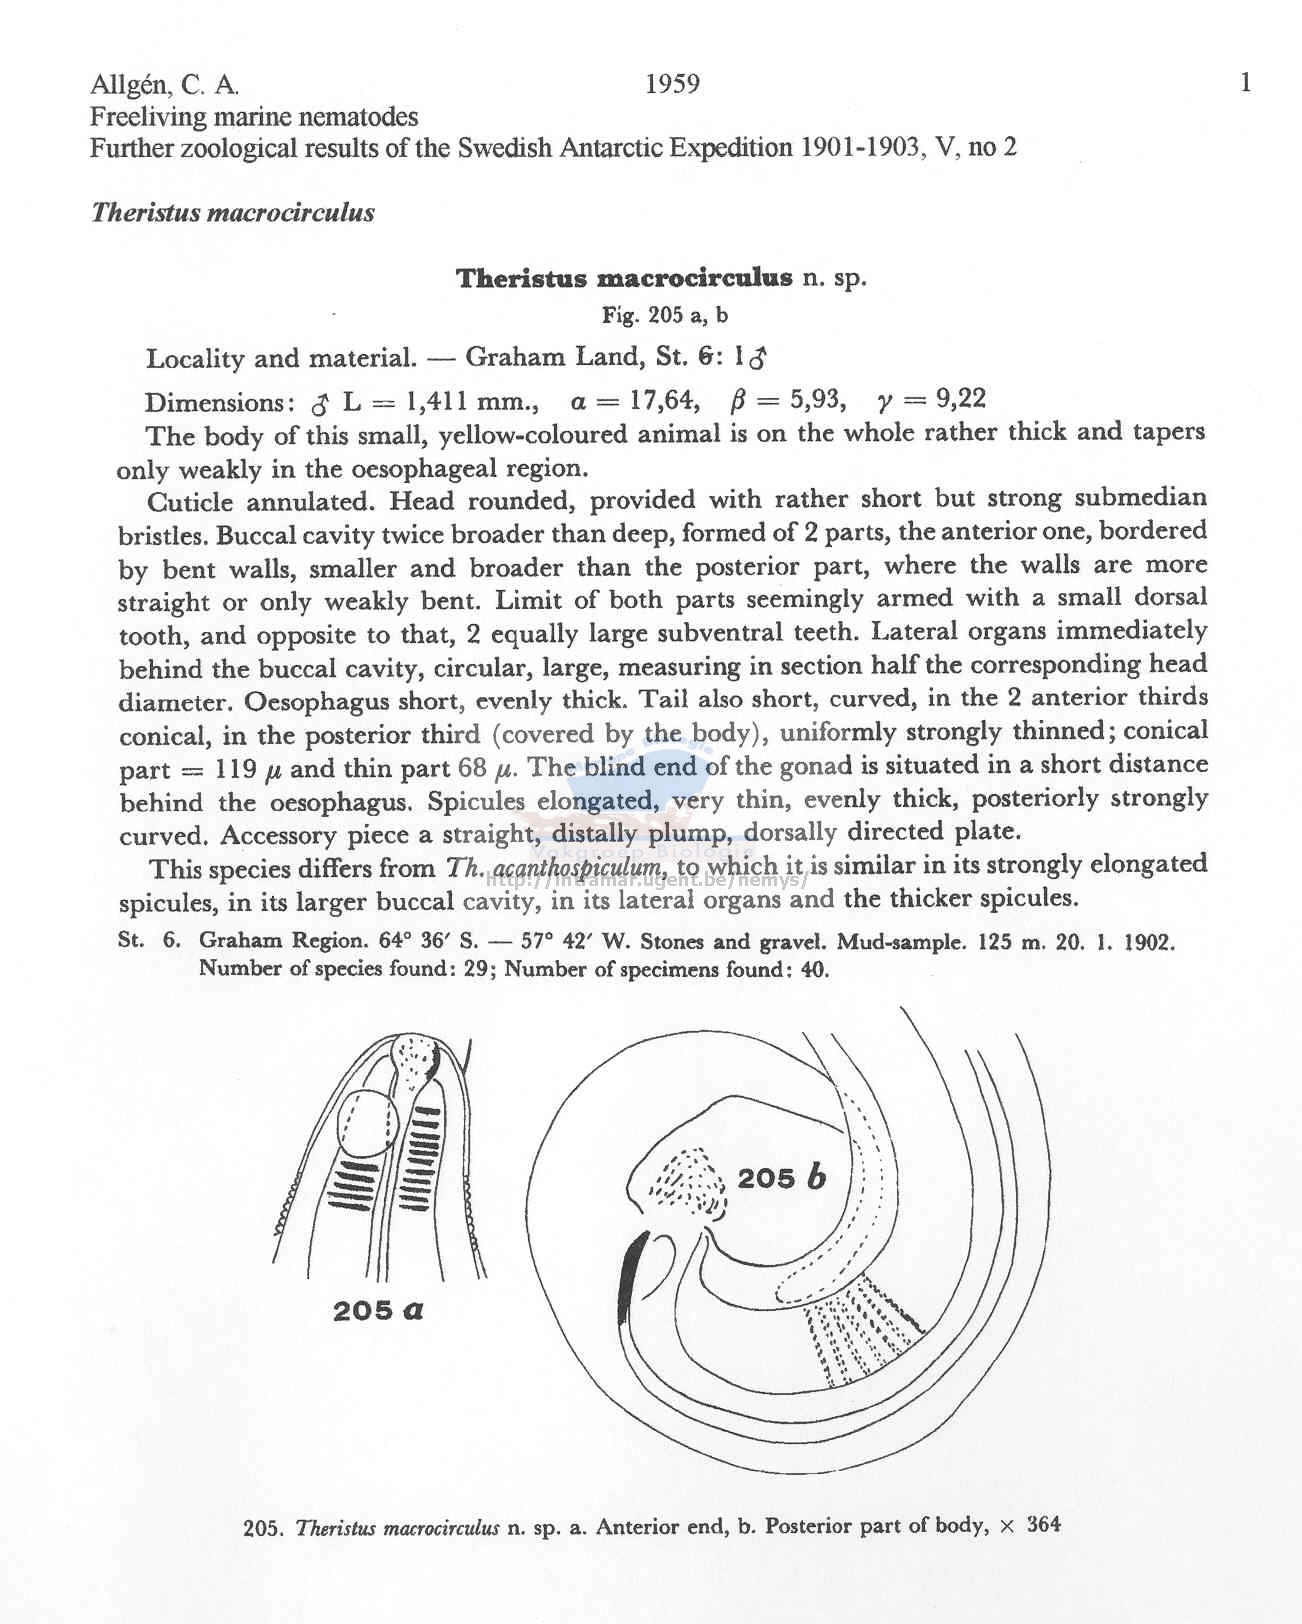 Allgén, C. A. 1959 1
Freeliving marine nematodes
Further zoological results of the Swedish Antarctic Expedition 1901-1903, V, no 2
Theristus macrocirculus
Theristus macrocirculus n. sp.
Fig. 205 a, b
Locality and material. — Graham Land, St. 6: 1 ♂
Dimensions: ♂ L = 1,411 mm., α = 17,64, β = 5,93, γ = 9,22
The body of this small, yellow-coloured animal is on the whole rather thick and tapers
only weakly in the oesophageal region.
Cuticle annulated. Head rounded, provided with rather short but strong submedian
bristles. Buccal cavity twice broader than deep, formed of 2 parts, the anterior one, bordered
by bent walls, smaller and broader than the posterior part, where the walls are more
straight or only weakly bent. Limit of both parts seemingly armed with a small dorsal
tooth, and opposite to that, 2 equally large subventral teeth. Lateral organs immediately
behind the buccal cavity, circular, large, measuring in section half the corresponding head
diameter. Oesophagus short, evenly thick. Tail also short, curved, in the 2 anterior thirds
conical, in the posterior third (covered by the body), uniformly strongly thinned; conical
part = 119 μ and thin part 68 μ. The blind end of the gonad is situated in a short distance
behind the oesophagus. Spicules elongated, very thin, evenly thick, posteriorly strongly
curved. Accessory piece a straight, distally plump, dorsally directed plate.
Vakgroep Biologie
This species differs from Th. acanthospiculum, to which it is similar in its strongly elongated
http://intramar.ugent.be/nemys/
spicules, in its larger buccal cavity, in its lateral organs and the thicker spicules.
St. 6. Graham Region. 64° 36′ S. — 57° 42′ W. Stones and gravel. Mud-sample. 125 m. 20. 1. 1902.
Number of species found: 29; Number of specimens found: 40.
205 b
205 a
205. Theristus macrocirculus n. sp. a. Anterior end, b. Posterior part of body, × 364